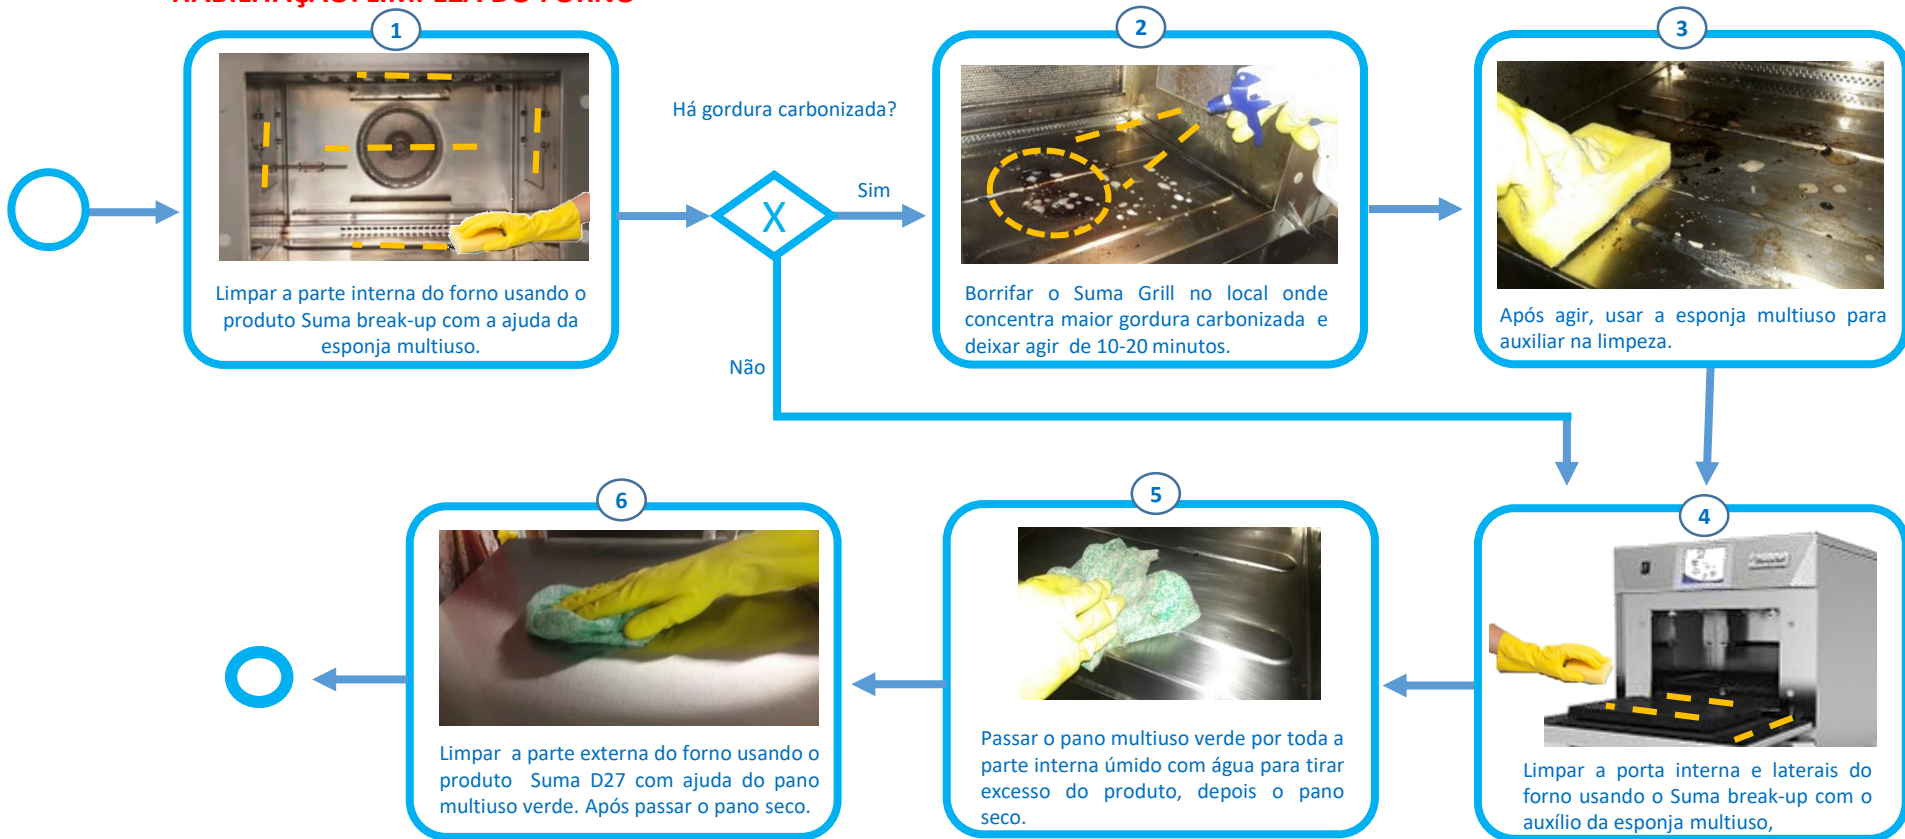 HABILITAÇÃO: LIMPEZA DO FORNO
1
Limpar a parte interna do forno usando o
produto Suma break-up com a ajuda da
esponja multiuso.
Há gordura carbonizada?
X
Sim
Não
2
Borrifar o Suma Grill no local onde
concentra maior gordura carbonizada e
deixar agir de 10-20 minutos.
3
Após agir, usar a esponja multiuso para
auxiliar na limpeza.
4
Limpar a porta interna e laterais do
forno usando o Suma break-up com o
auxílio da esponja multiuso,
5
Passar o pano multiuso verde por toda a
parte interna úmido com água para tirar
excesso do produto, depois o pano
seco.
6
Limpar a parte externa do forno usando o
produto Suma D27 com ajuda do pano
multiuso verde. Após passar o pano seco.